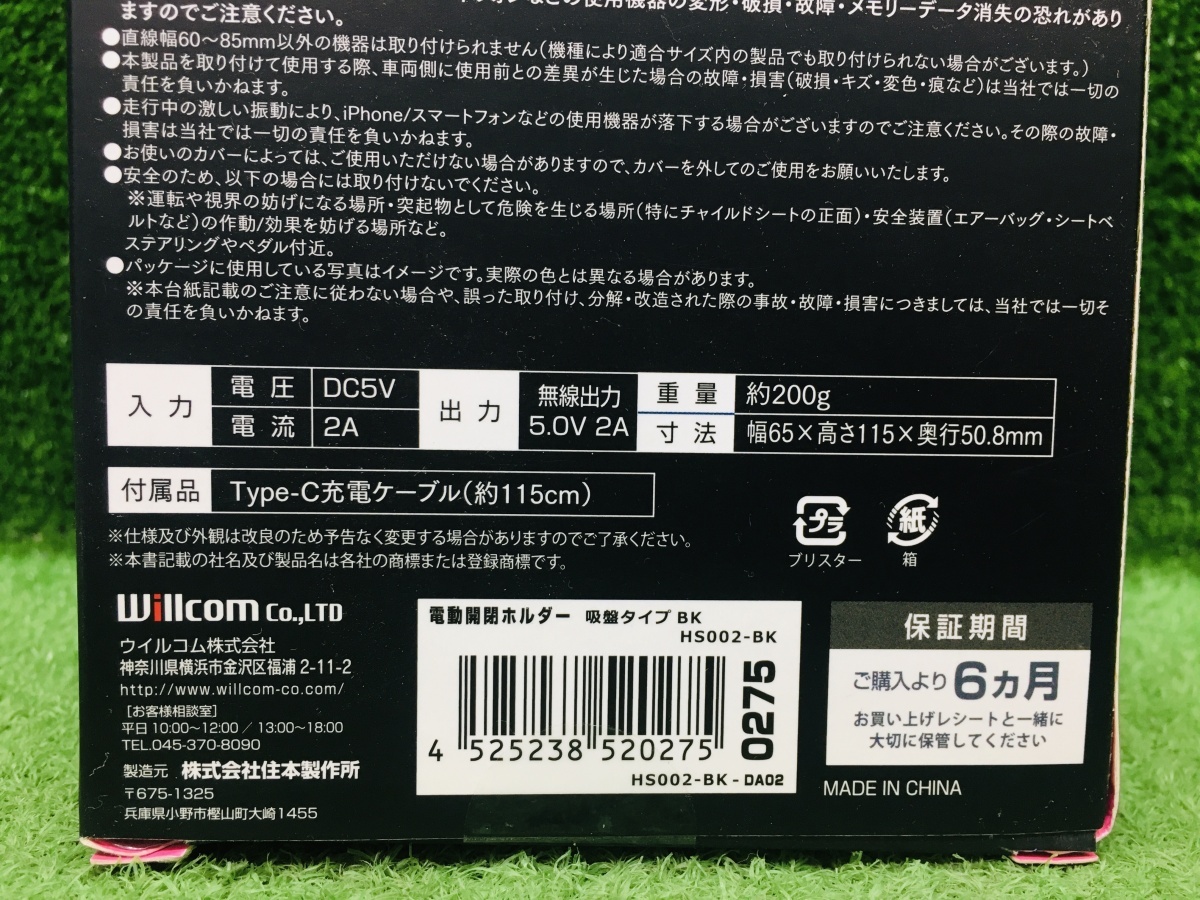 などの使用機器の変形・破損・故障・メモリーデータ消失の恐れがあり
ますのでご注意ください。
●直線幅60〜85mm以外の機器は取り付けられません（機種により適合サイズ内の製品でも取り付けられない場合がございます。）
●本製品を取り付けて使用する際、車両側に使用前との差異が生じた場合の故障・損害（破損・キズ・変色・痕など）は当社では一切の
責任を負いかねます。
●走行中の激しい振動により、iPhone/スマートフォンなどの使用機器が落下する場合がございますのでご注意ください。その際の故障・
損害は当社では一切の責任を負いかねます。
●お使いのカバーによっては、ご使用いただけない場合がありますので、カバーを外してのご使用をお願いいたします。
●安全のため、以下の場合には取り付けないでください。
※運転や視界の妨げになる場所・突起物として危険を生じる場所（特にチャイルドシートの正面）・安全装置（エアーバッグ・シートベ
ルトなど）の作動/効果を妨げる場所など。
ステアリングやペダル付近。
●パッケージに使用している写真はイメージです。実際の色とは異なる場合があります。
※本台紙記載のご注意に従わない場合や、誤った取り付け、分解・改造された際の事故・故障・損害につきましては、当社では一切そ
の責任を負いかねます。
入力 電圧 DC5V 出力 無線出力 重量 約200g
電流 2A 5.0V 2A 寸法 幅65×高さ115×奥行50.8mm
付属品 Type-C充電ケーブル（約115cm）
※仕様及び外観は改良のため予告なく変更する場合がありますのでご了承ください。
※本書記載の社名及び製品名は各社の商標または登録商標です。
プラ 紙
ブリスター 箱
Willcom Co.,LTD
ウイルコム株式会社
神奈川県横浜市金沢区福浦 2-11-2
http://www.willcom-co.com/
［お客様相談室］
平日 10:00〜12:00 / 13:00〜18:00
TEL.045-370-8090
製造元 株式会社住本製作所
〒675-1325
兵庫県小野市樫山町大崎1455
電動開閉ホルダー 吸盤タイプ BK
HS002-BK
4 525238 520275
0275
HS002-BK-DA02
保証期間
ご購入より 6ヵ月
お買い上げレシートと一緒に
大切に保管してください
MADE IN CHINA